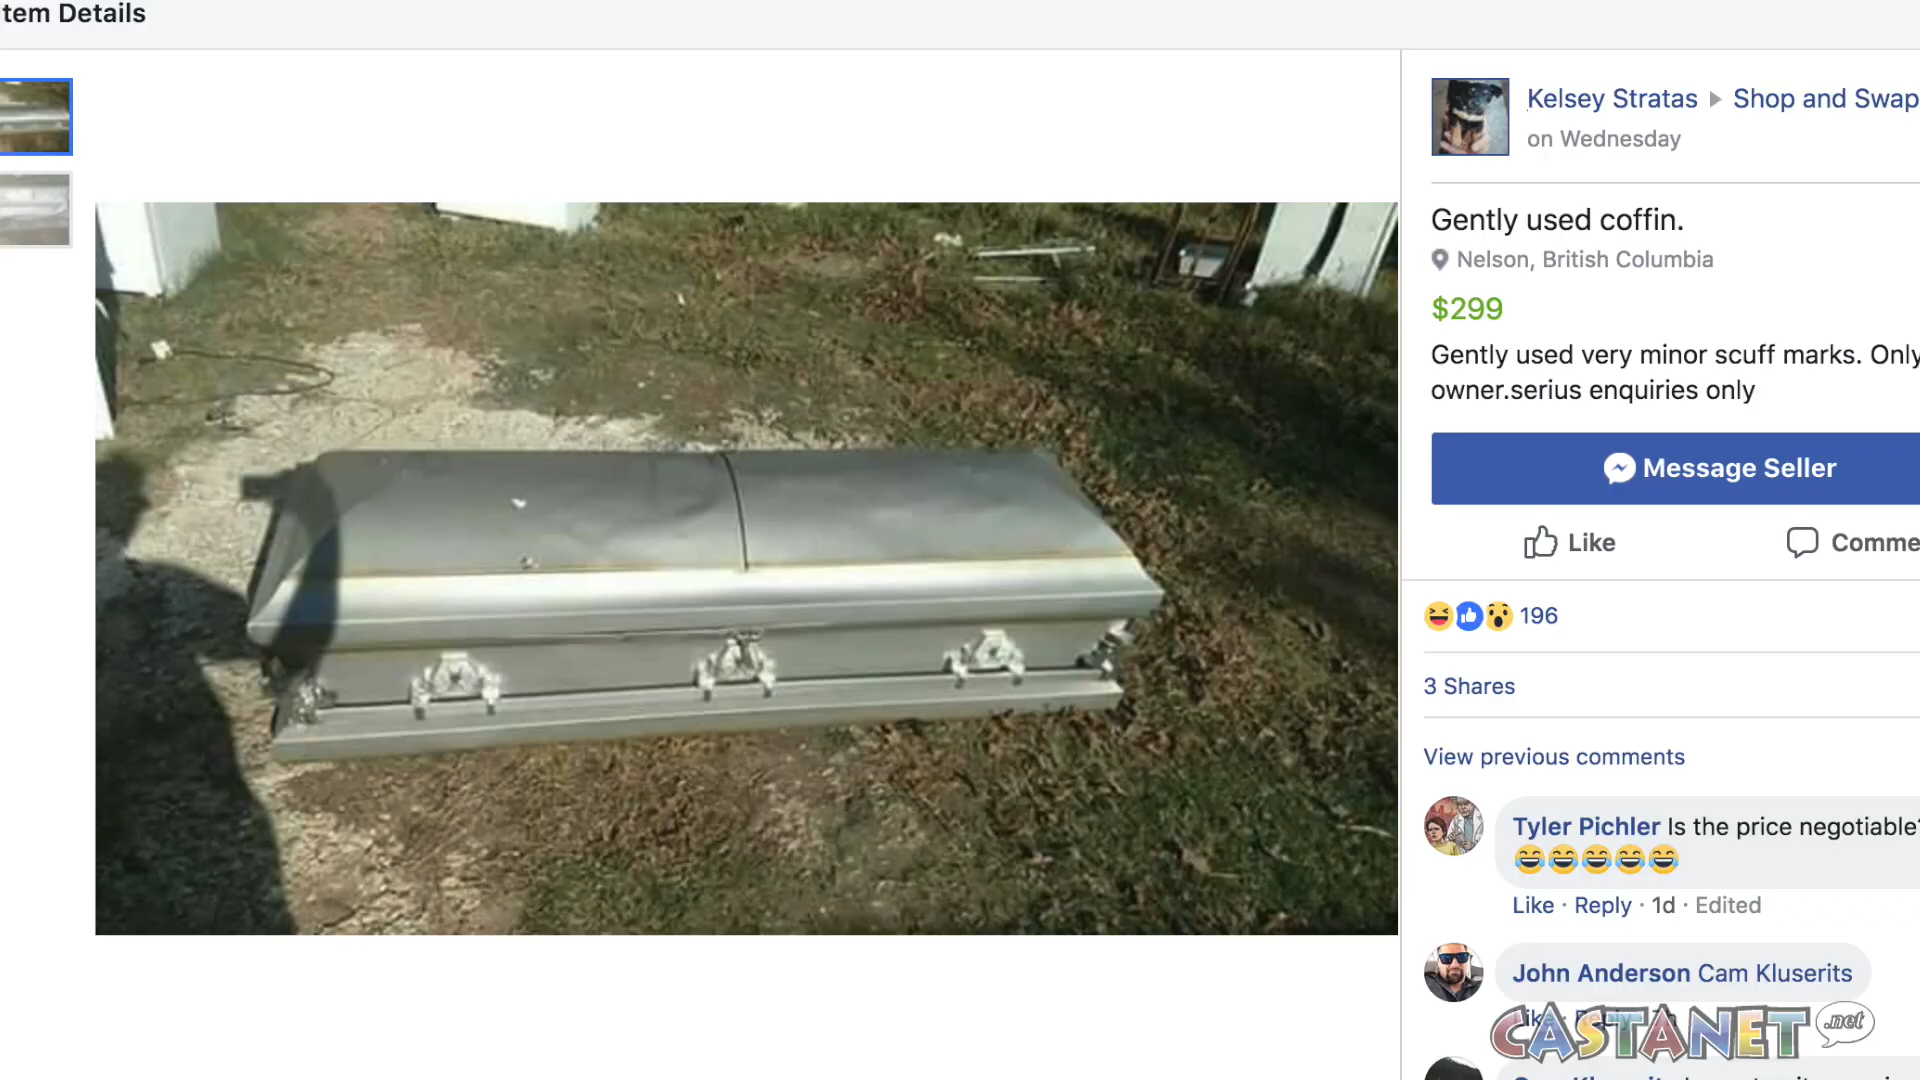 tem Details
Kelsey Stratas ▸ Shop and Swap
on Wednesday
Gently used coffin.
Nelson, British Columbia
$299
Gently used very minor scuff marks. Only
owner.serius enquiries only
Message Seller
Like
Comme
196
3 Shares
View previous comments
Tyler Pichler Is the price negotiable?
😂😂😂😂😂
Like · Reply · 1d · Edited
John Anderson Cam Kluserits
CASTANET .net